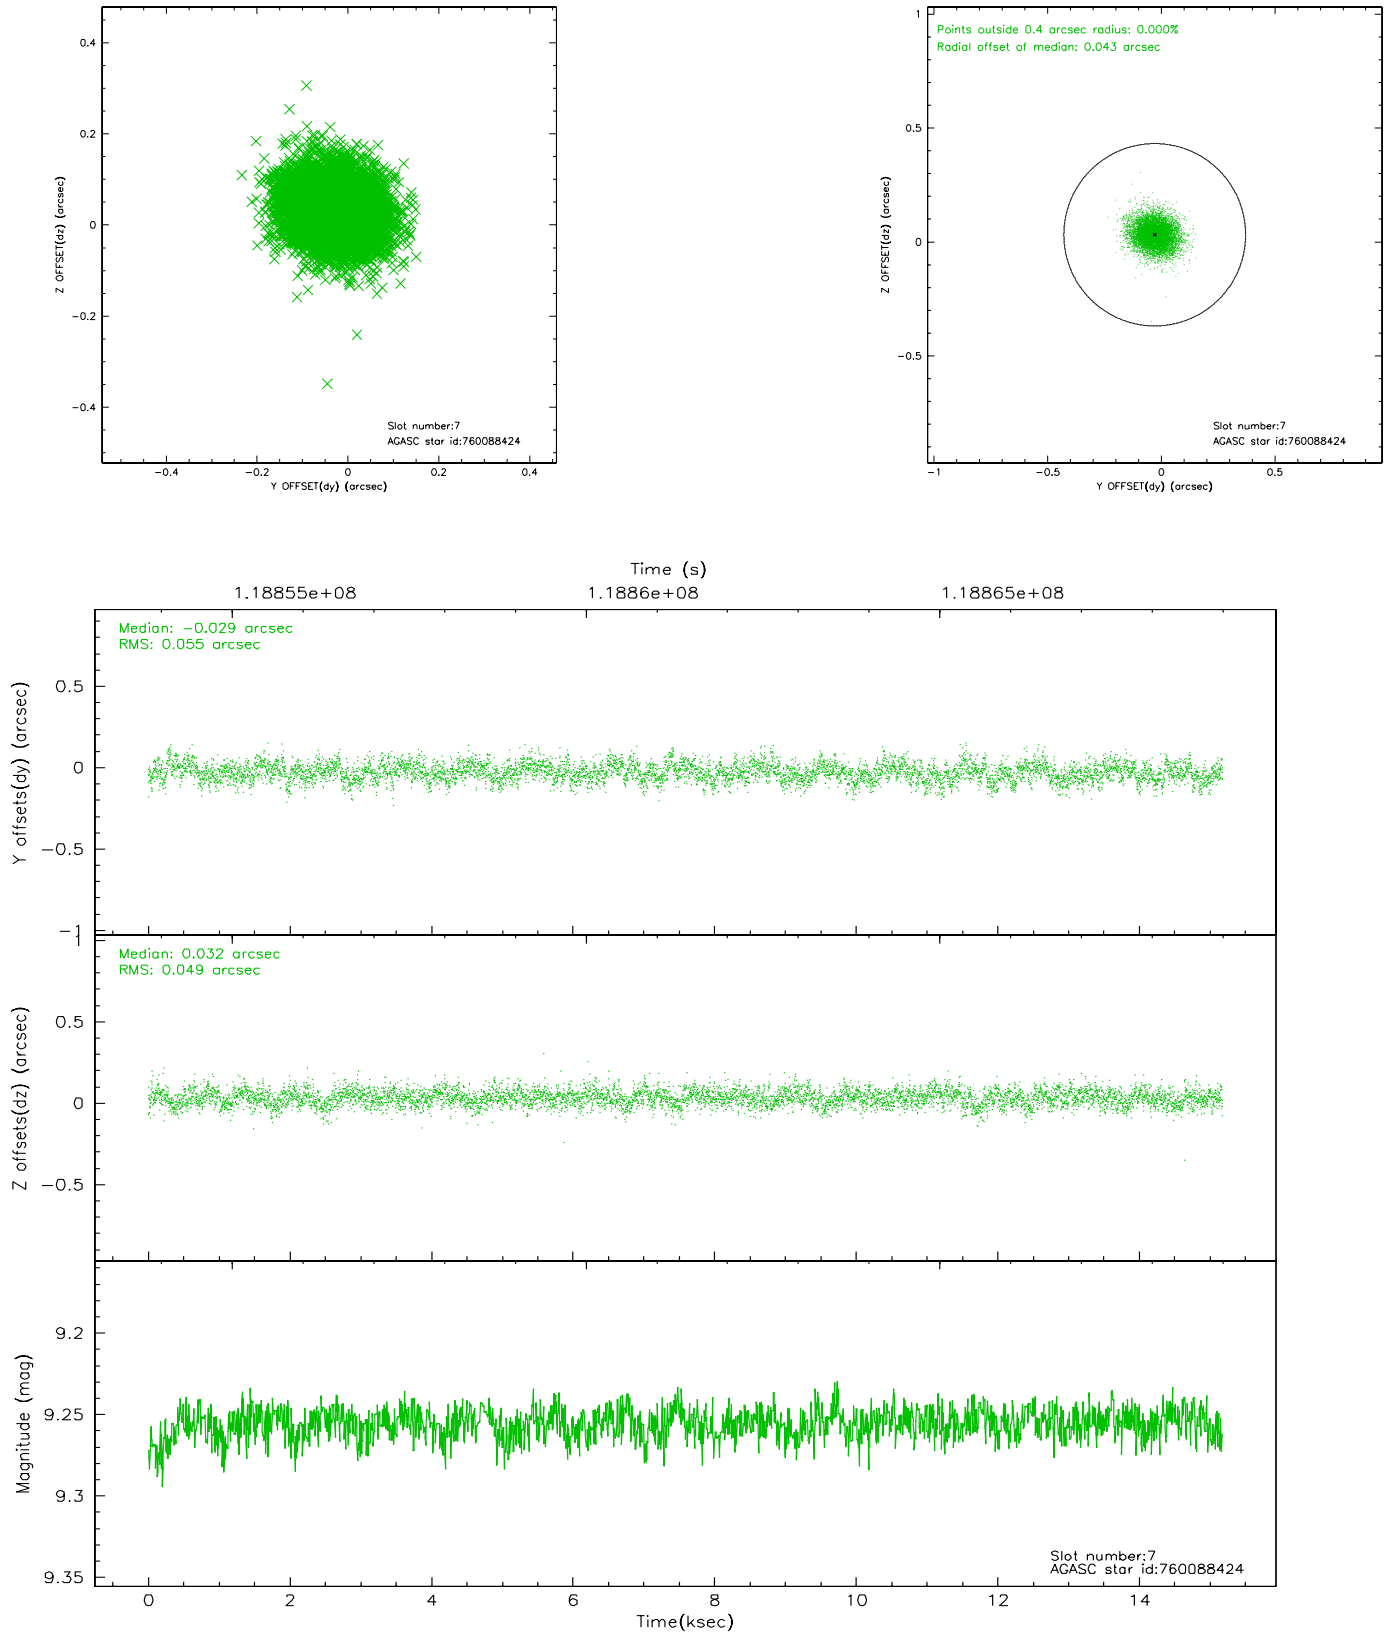 0.4
0.2
0
−0.2
−0.4
Z OFFSET(dz) (arcsec)
Slot number:7
AGASC star id:760088424
−0.4 −0.2 0 0.2 0.4
Y OFFSET(dy) (arcsec)
1
0.5
0
−0.5
Z OFFSET(dz) (arcsec)
Points outside 0.4 arcsec radius: 0.000%
Radial offset of median: 0.043 arcsec
Slot number:7
AGASC star id:760088424
−1 −0.5 0 0.5
Y OFFSET(dy) (arcsec)
Time (s)
1.18855e+08 1.1886e+08 1.18865e+08
Median: −0.029 arcsec
RMS: 0.055 arcsec
0.5
0
−0.5
−1
Y offsets(dy) (arcsec)
Median: 0.032 arcsec
RMS: 0.049 arcsec
1
0.5
0
−0.5
Z offsets(dz) (arcsec)
9.2
9.25
9.3
9.35
Magnitude (mag)
Slot number:7
AGASC star id:760088424
0 2 4 6 8 10 12 14
Time(ksec)